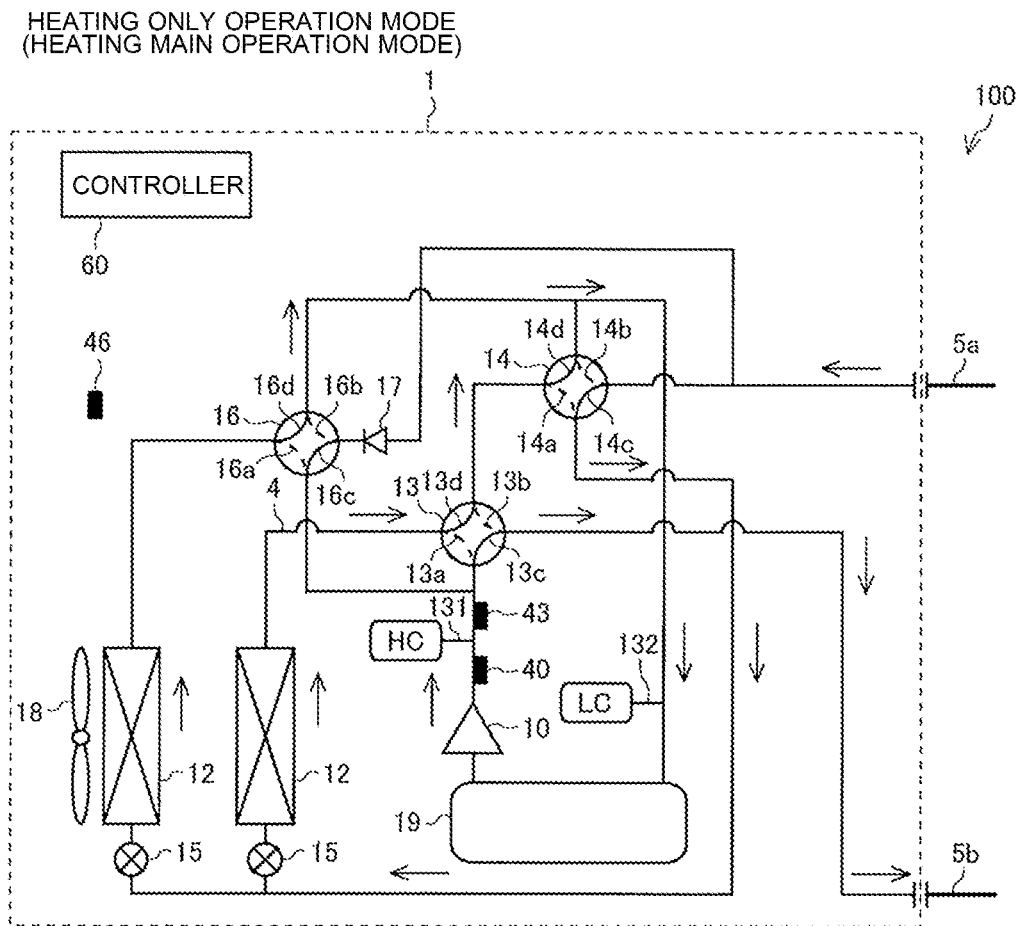 HEATING ONLY OPERATION MODE
(HEATING MAIN OPERATION MODE)
1
100
CONTROLLER
60
46
14d 14b
14
5a
16d 16b 17
16
14a 14c
16a
16c
4
13 13d 13b
13a 13c
131
43
HC
132
40
LC
18
10
12
12
19
15
15
5b